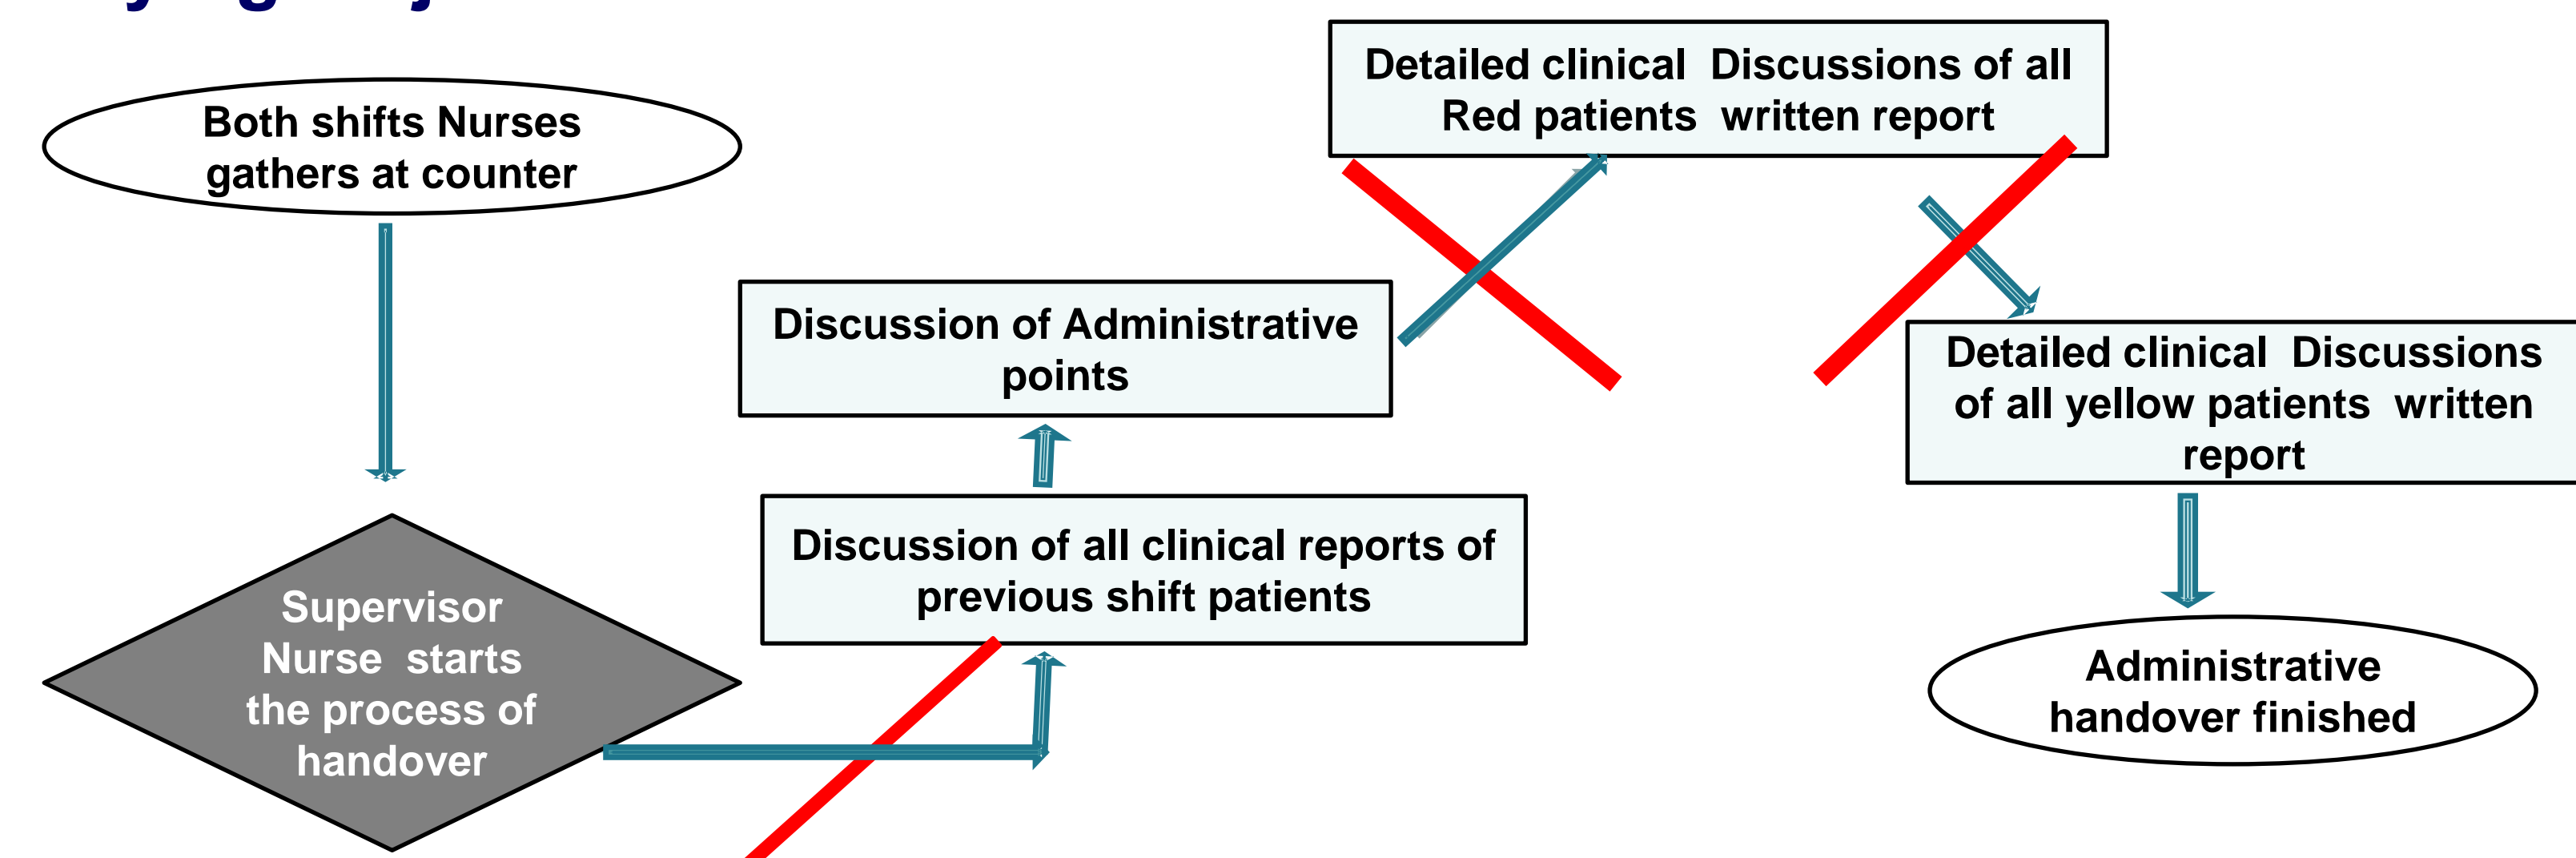 Both shifts Nurses
gathers at counter
Supervisor
Nurse starts
the process of
handover
Discussion of all clinical reports of
previous shift patients
Discussion of Administrative
points
Detailed clinical Discussions of all
Red patients written report
Detailed clinical Discussions
of all yellow patients written
report
Administrative
handover finished